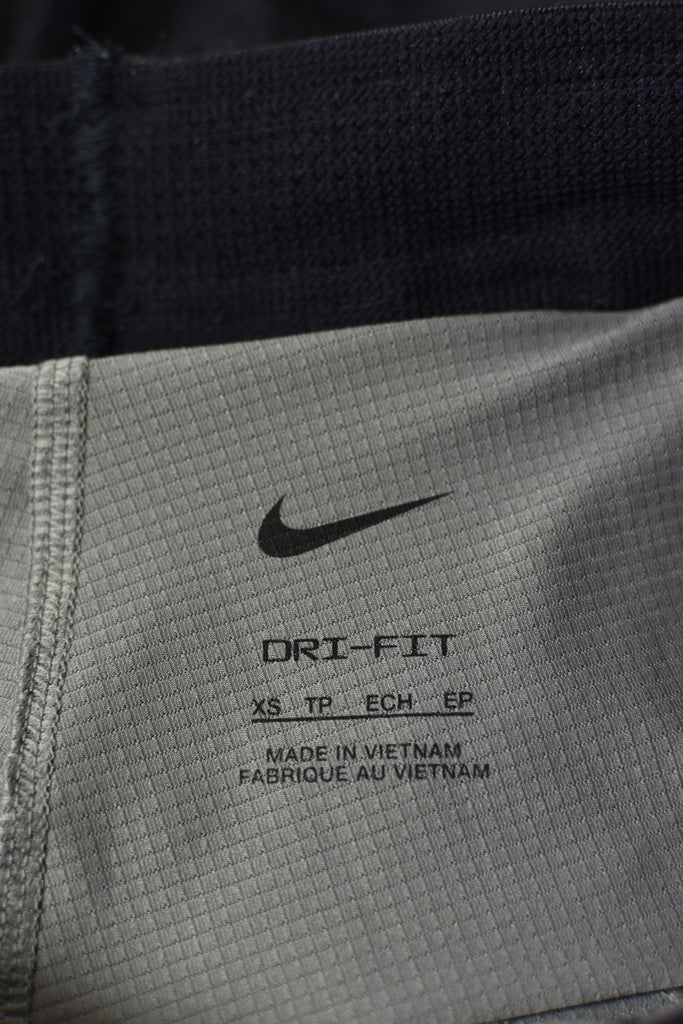 DRI-FIT
XS TP ECH EP
MADE IN VIETNAM
FABRIQUE AU VIETNAM